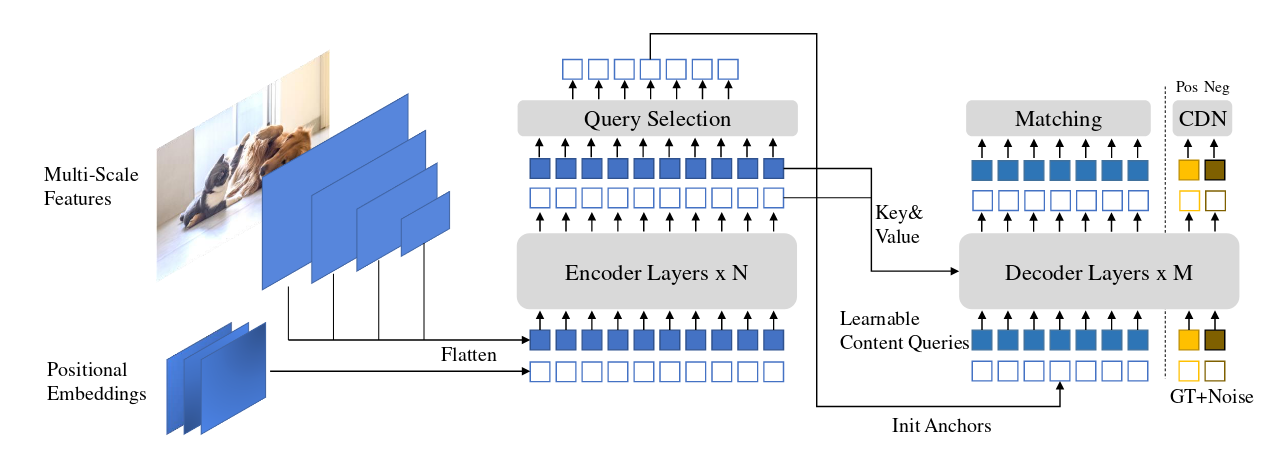 Pos Neg
Query Selection
Matching
CDN
Multi-Scale
Features
Key&
Value
Encoder Layers x N
Decoder Layers x M
Learnable
Content Queries
Flatten
Positional
Embeddings
GT+Noise
Init Anchors